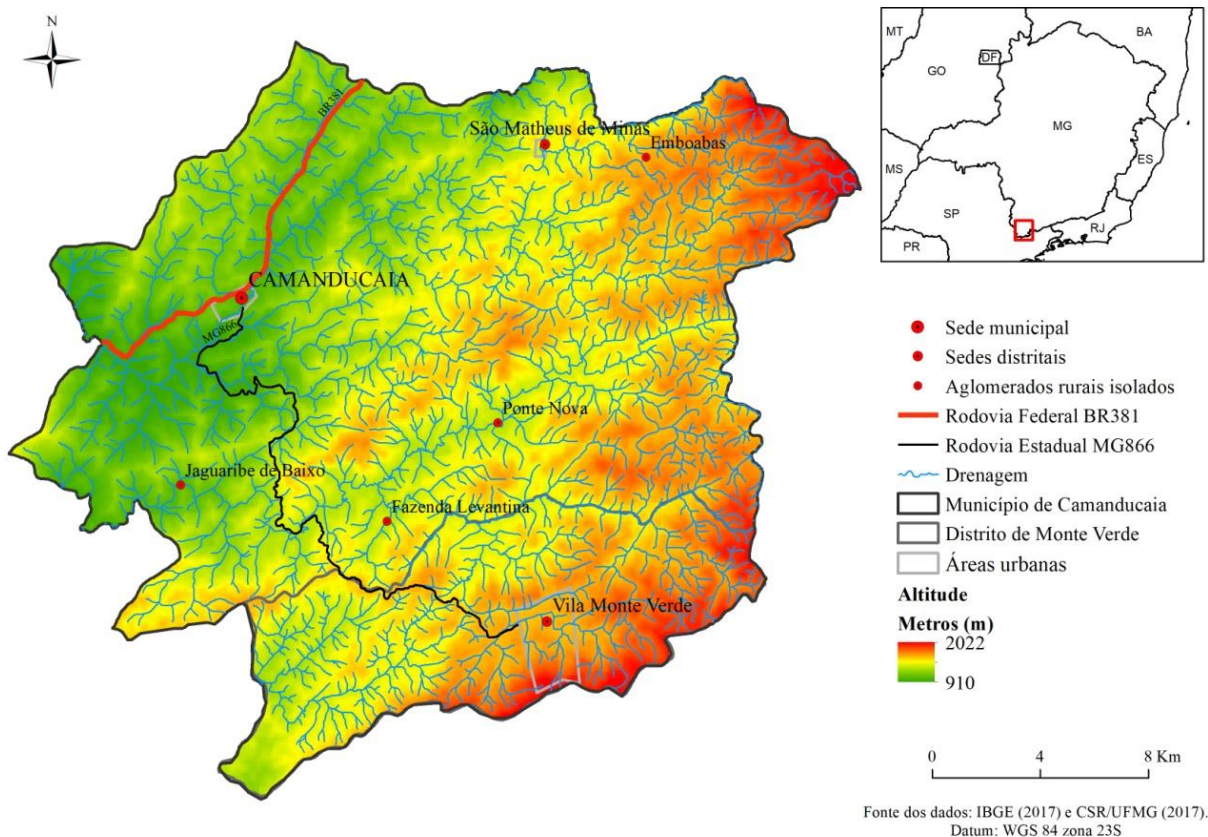 N
BR381
São Matheus de Minas
Emboabas
CAMANDUCAIA
MG866
Ponte Nova
Jaguaribe de Baixo
Fazenda Levantina
Vila Monte Verde
MT
BA
DF
GO
MG
MS
ES
SP
RJ
PR
Sede municipal
Sedes distritais
Aglomerados rurais isolados
Rodovia Federal BR381
Rodovia Estadual MG866
Drenagem
Município de Camanducaia
Distrito de Monte Verde
Áreas urbanas
Altitude
Metros (m)
2022
910
0 4 8 Km
Fonte dos dados: IBGE (2017) e CSR/UFMG (2017).
Datum: WGS 84 zona 23S